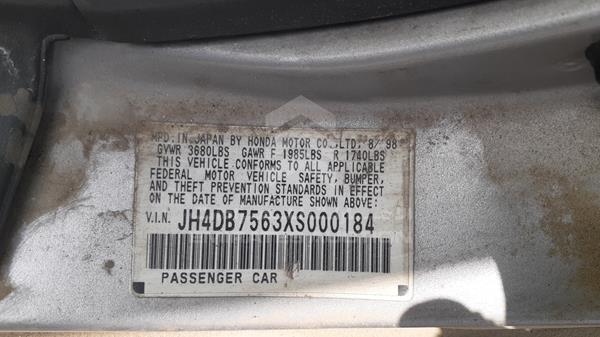 MFD. IN JAPAN BY HONDA MOTOR CO., LTD. 8/98
GVWR 3680LBS GAWR F 1985LBS R 1740LBS
THIS VEHICLE CONFORMS TO ALL APPLICABLE
FEDERAL MOTOR VEHICLE SAFETY, BUMPER,
AND THEFT PREVENTION STANDARDS IN EFFECT
ON THE DATE OF MANUFACTURE SHOWN ABOVE:
V.I.N. JH4DB7563XS000184
PASSENGER CAR